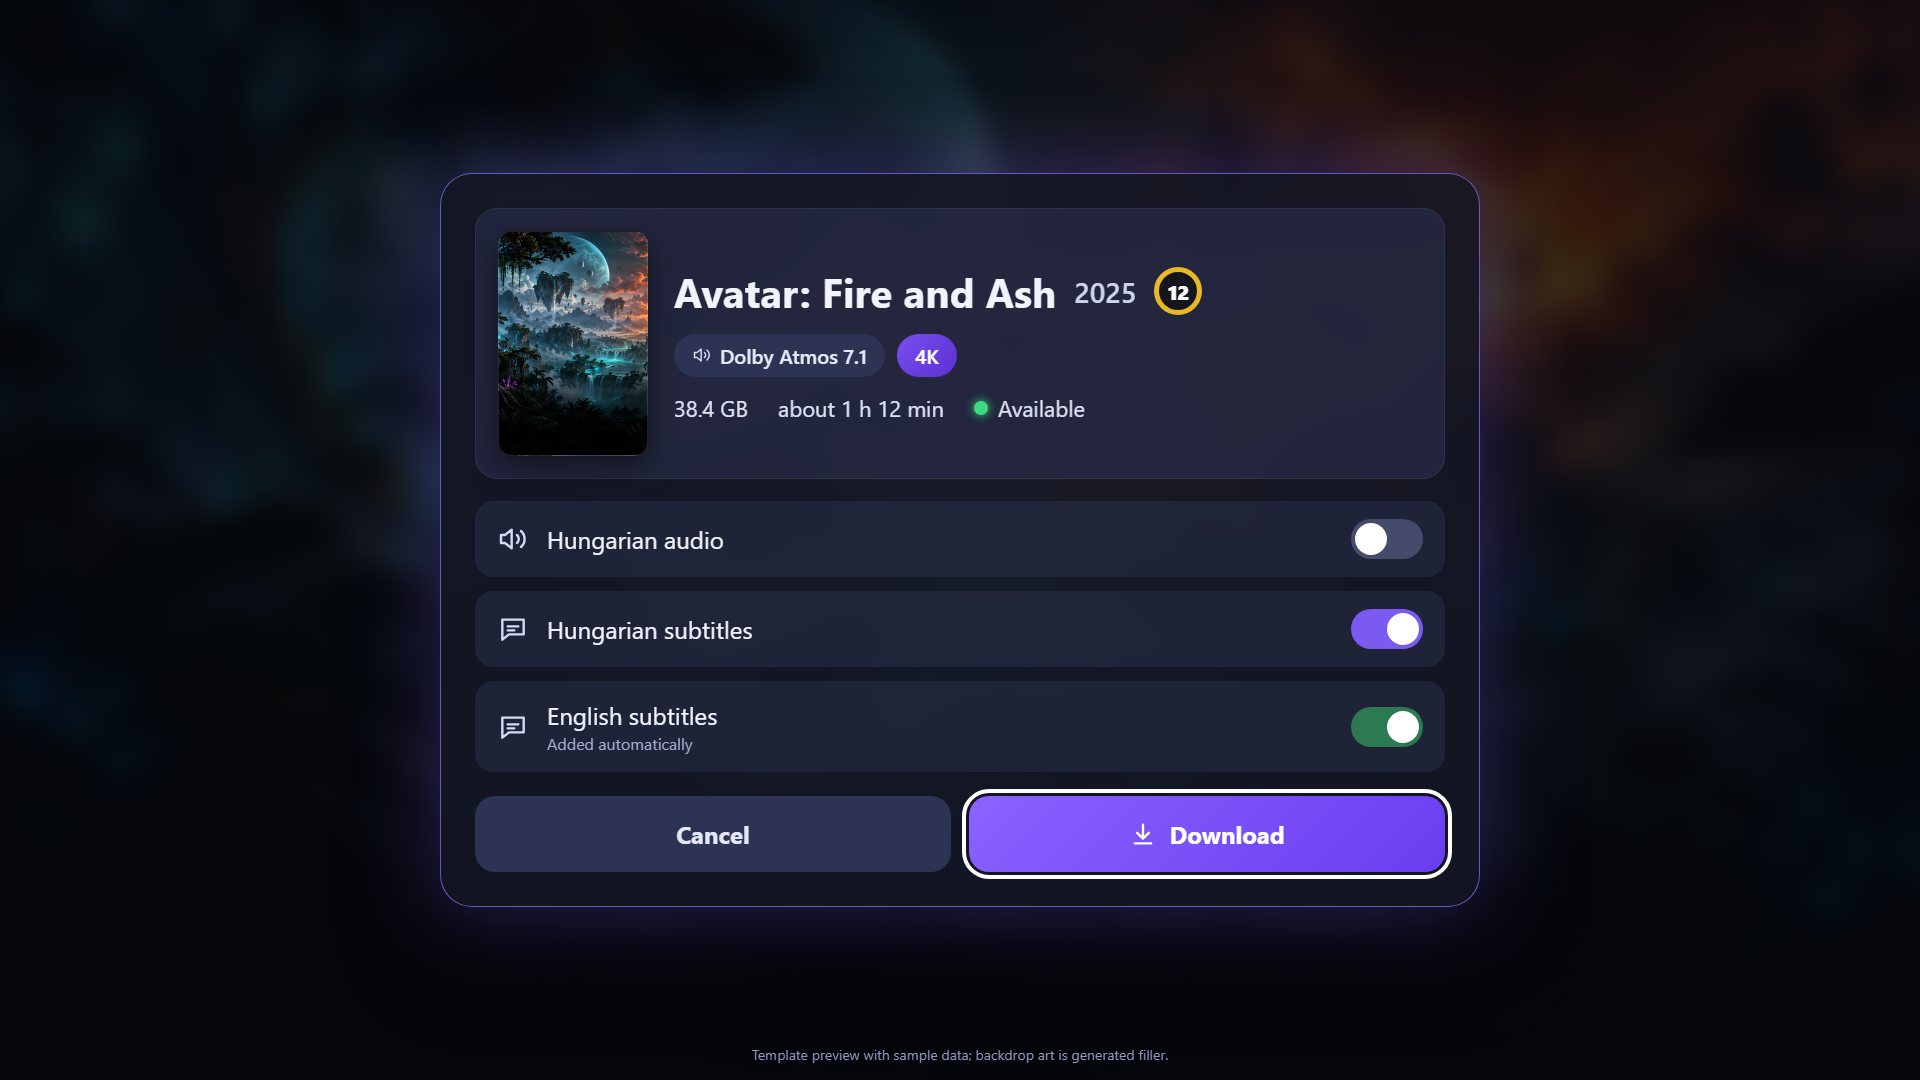 Avatar: Fire and Ash 2025 12
Dolby Atmos 7.1 4K
38.4 GB about 1 h 12 min Available
Hungarian audio
Hungarian subtitles
English subtitles
Added automatically
Cancel Download
Template preview with sample data; backdrop art is generated filler.